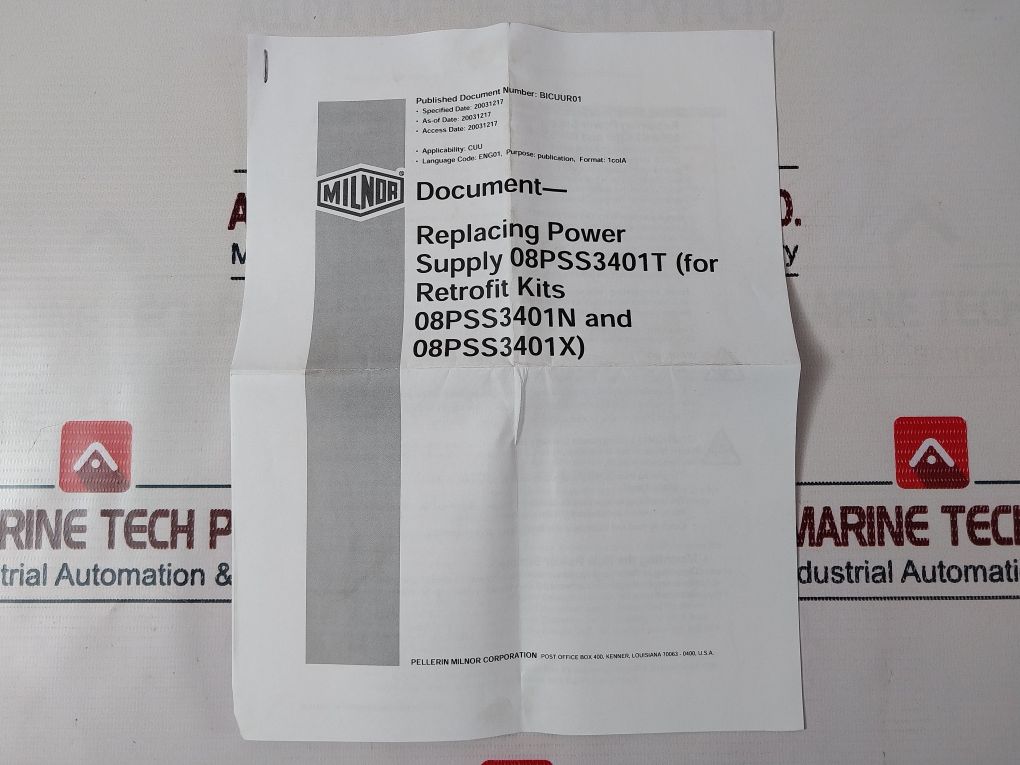 Published Document Number: BICUUR01
• Specified Date: 20031217
• As-of Date: 20031217
• Access Date: 20031217
• Applicability: CUU
• Language Code: ENG01, Purpose: publication, Format: 1colA
MILNOR®
Document—
Replacing Power
Supply 08PSS3401T (for
Retrofit Kits
08PSS3401N and
08PSS3401X)
PELLERIN MILNOR CORPORATION POST OFFICE BOX 400, KENNER, LOUISIANA 70063 - 0400, U.S.A.
A
O.
M
y
RINE TECH P
trial Automation &
MARINE TECH
dustrial Automati